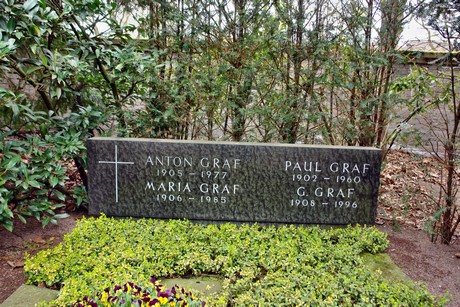 ANTON GRAF
1905 - 1977
MARIA GRAF
1906 - 1985
PAUL GRAF
1902 - 1960
G. GRAF
1908 - 1996